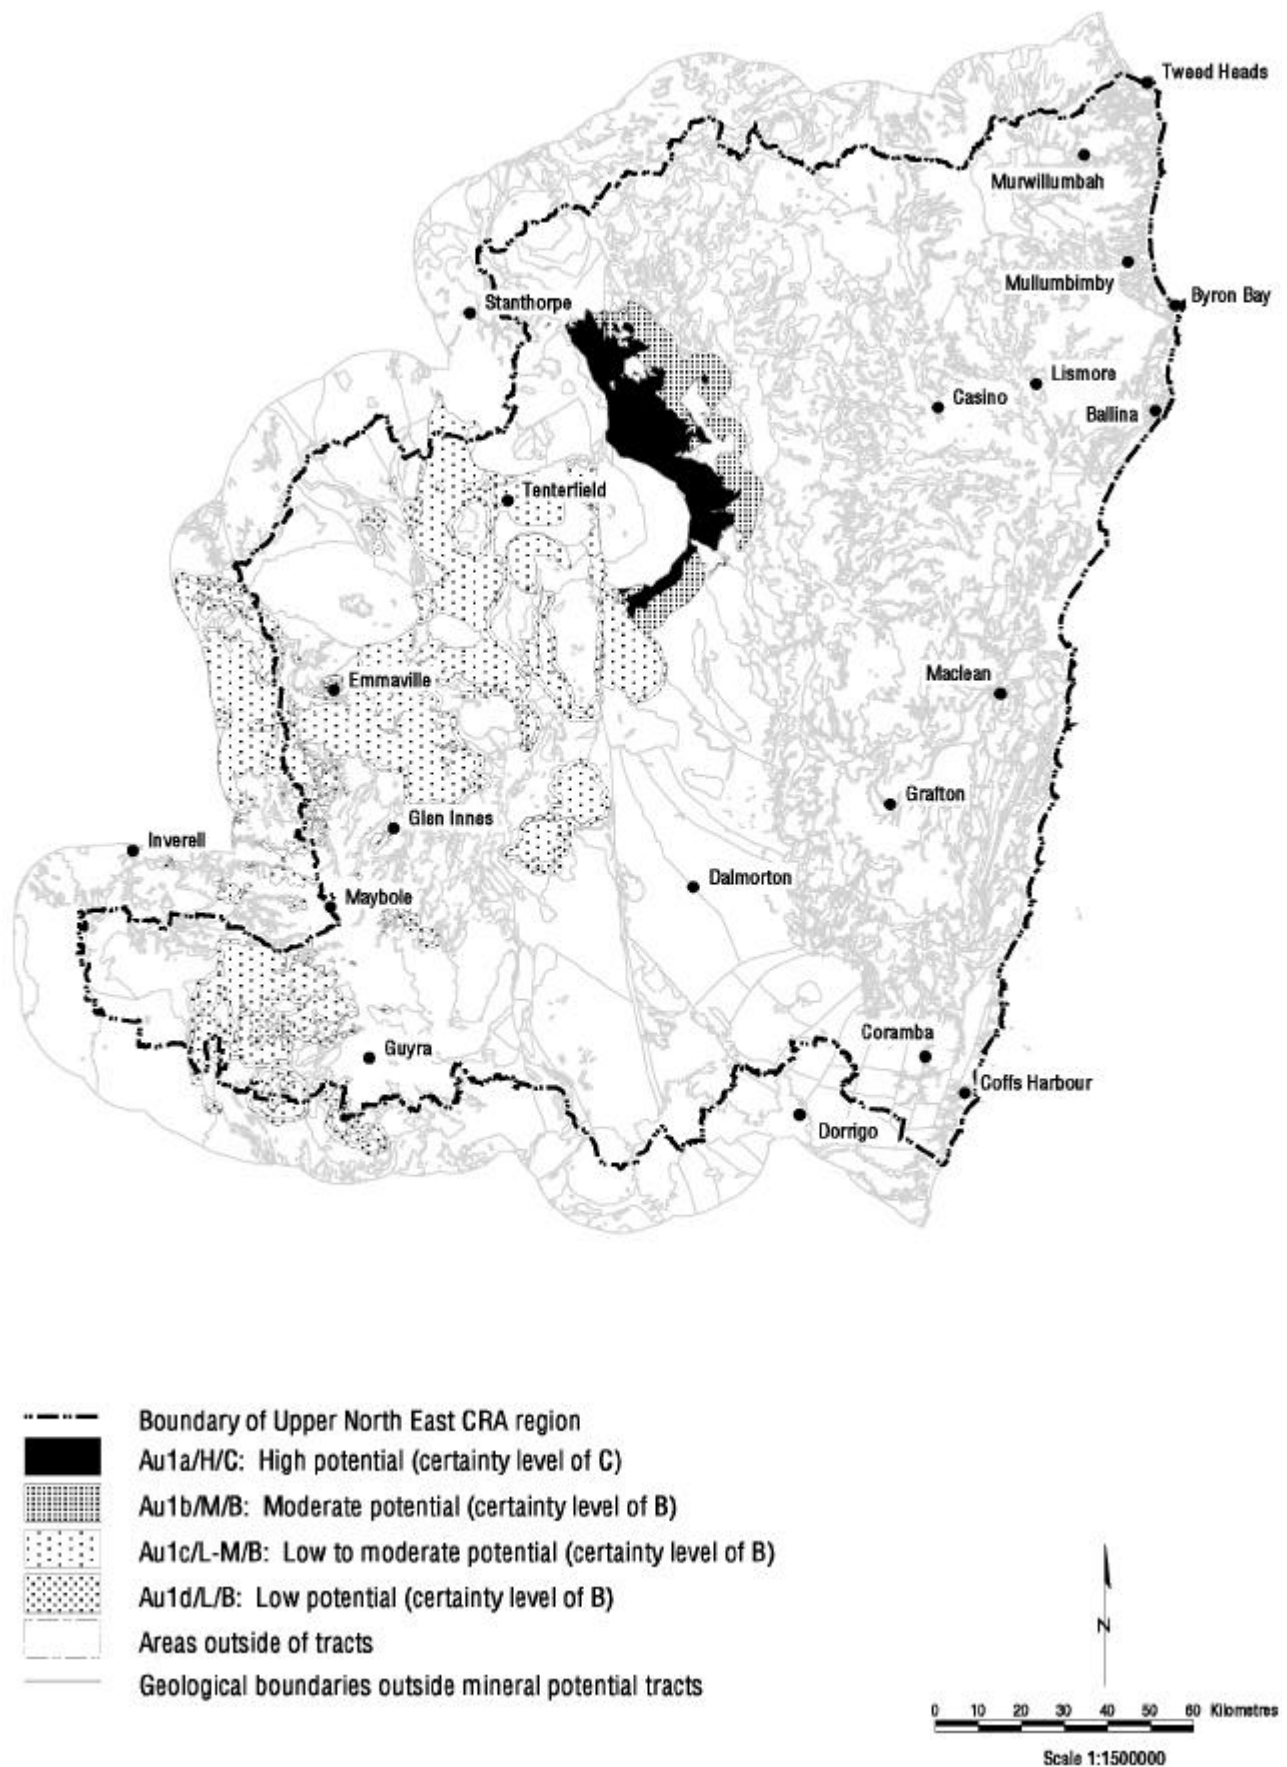 Tweed Heads
Murwillumbah
Mullumbimby
Byron Bay
Stanthorpe
Lismore
Casino
Ballina
Tenterfield
Maclean
Emmaville
Grafton
Glen Innes
Inverell
Dalmorton
Maybole
Coramba
Guyra
Coffs Harbour
Dorrigo
Boundary of Upper North East CRA region
Au1a/H/C: High potential (certainty level of C)
Au1b/M/B: Moderate potential (certainty level of B)
Au1c/L-M/B: Low to moderate potential (certainty level of B)
Au1d/L/B: Low potential (certainty level of B)
Areas outside of tracts
Geological boundaries outside mineral potential tracts
N
0 10 20 30 40 50 60 Kilometres
Scale 1:1500000